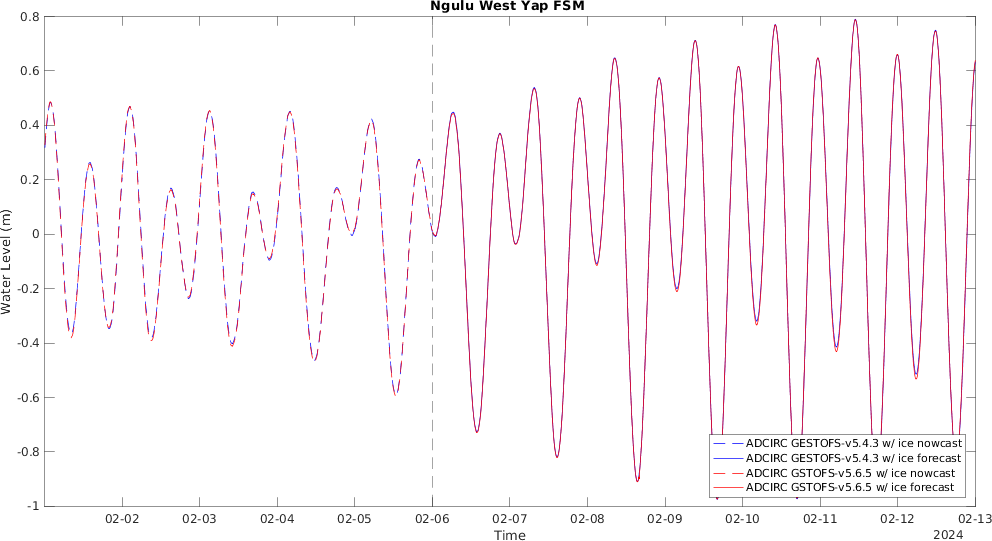 Ngulu West Yap FSM
Water Level (m)
0.8
0.6
0.4
0.2
0
-0.2
-0.4
-0.6
-0.8
-1
ADCIRC GESTOFS-v5.4.3 w/ ice nowcast
ADCIRC GESTOFS-v5.4.3 w/ ice forecast
ADCIRC GSTOFS-v5.6.5 w/ ice nowcast
ADCIRC GSTOFS-v5.6.5 w/ ice forecast
02-02 02-03 02-04 02-05 02-06 02-07 02-08 02-09 02-10 02-11 02-12 02-13
Time
2024